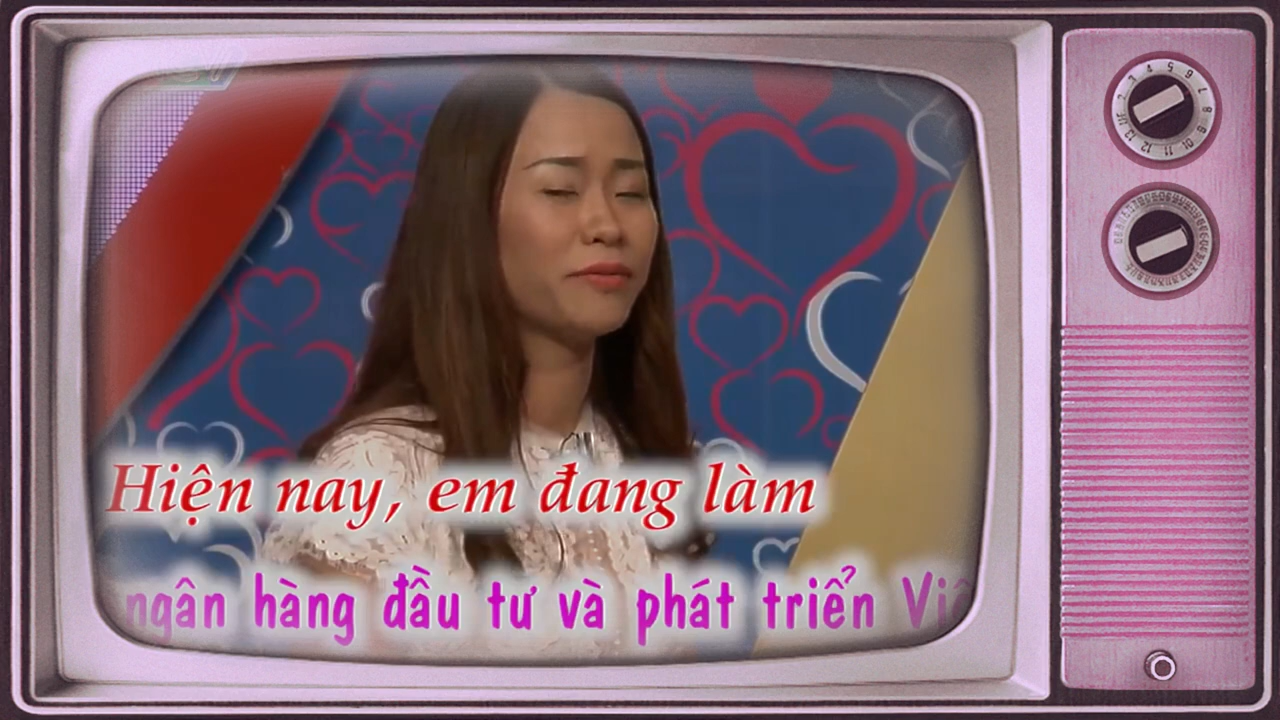 Hiện nay, em đang làm
ngân hàng đầu tư và phát triển